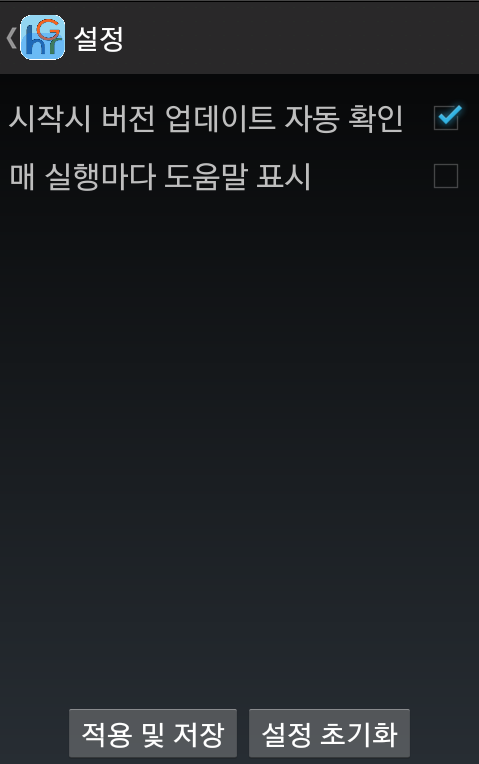 hGr 설정
시작시 버전 업데이트 자동 확인
매 실행마다 도움말 표시
적용 및 저장 설정 초기화